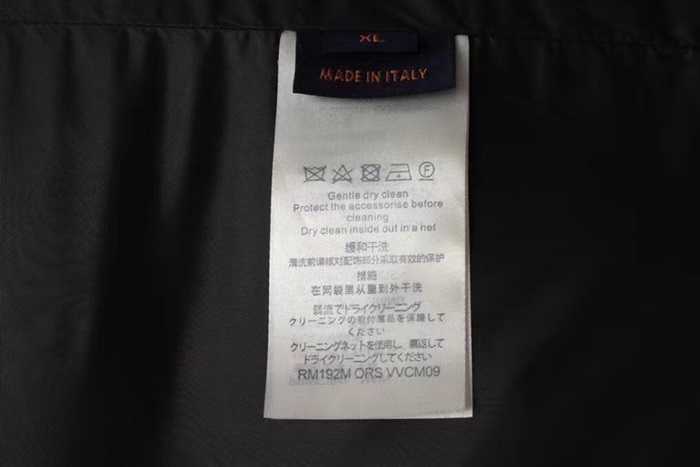 XL
MADE IN ITALY
F
Gentle dry clean
Protect the accessorise before
cleaning
Dry clean inside out in a net
缓和干洗
清洗前请核对配饰部分采取有效的保护
措施
在网袋里从里到外干洗
弱流でドライクリーニング
クリーニングの前付属品を保護して
ください
クリーニングネットを使用し、裏返して
ドライクリーニングしてください
RM192M ORS VVCM09